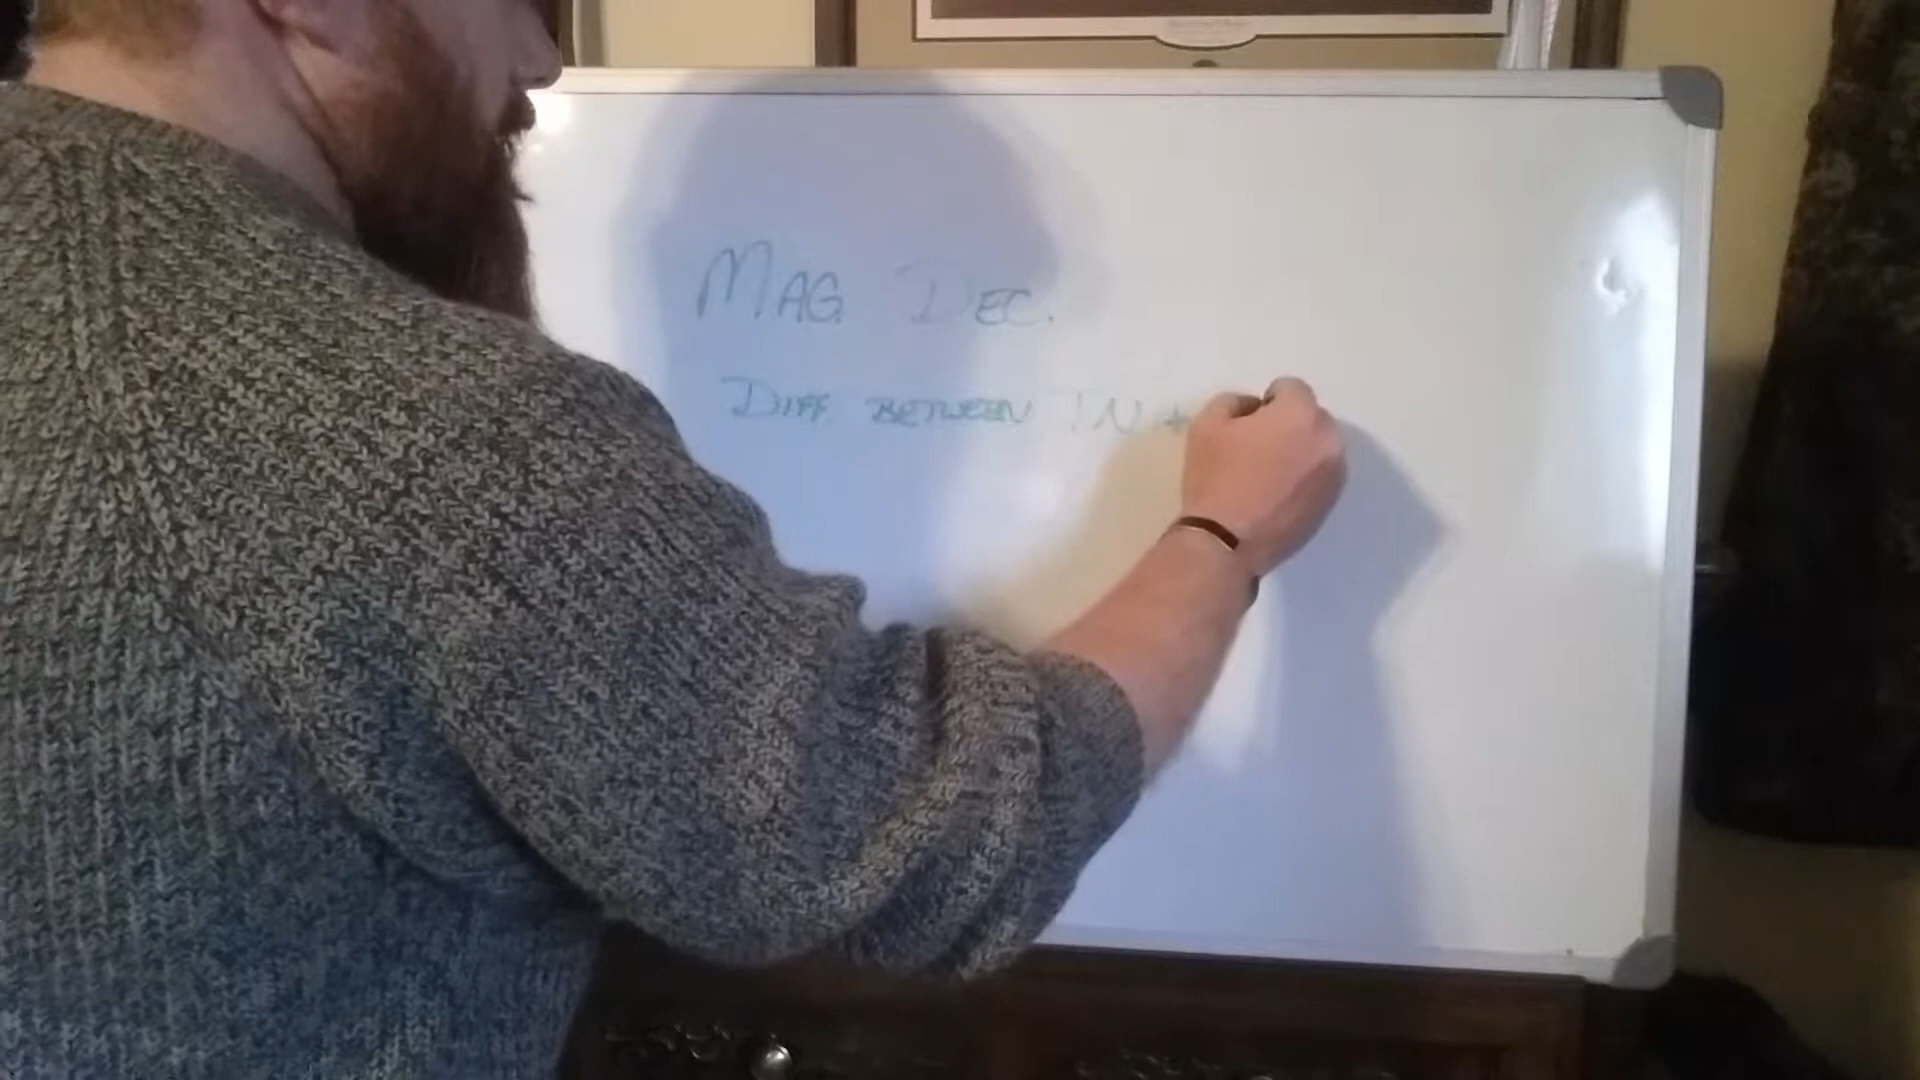 MAG. DEC.
DIFF. BETWEEN TN +